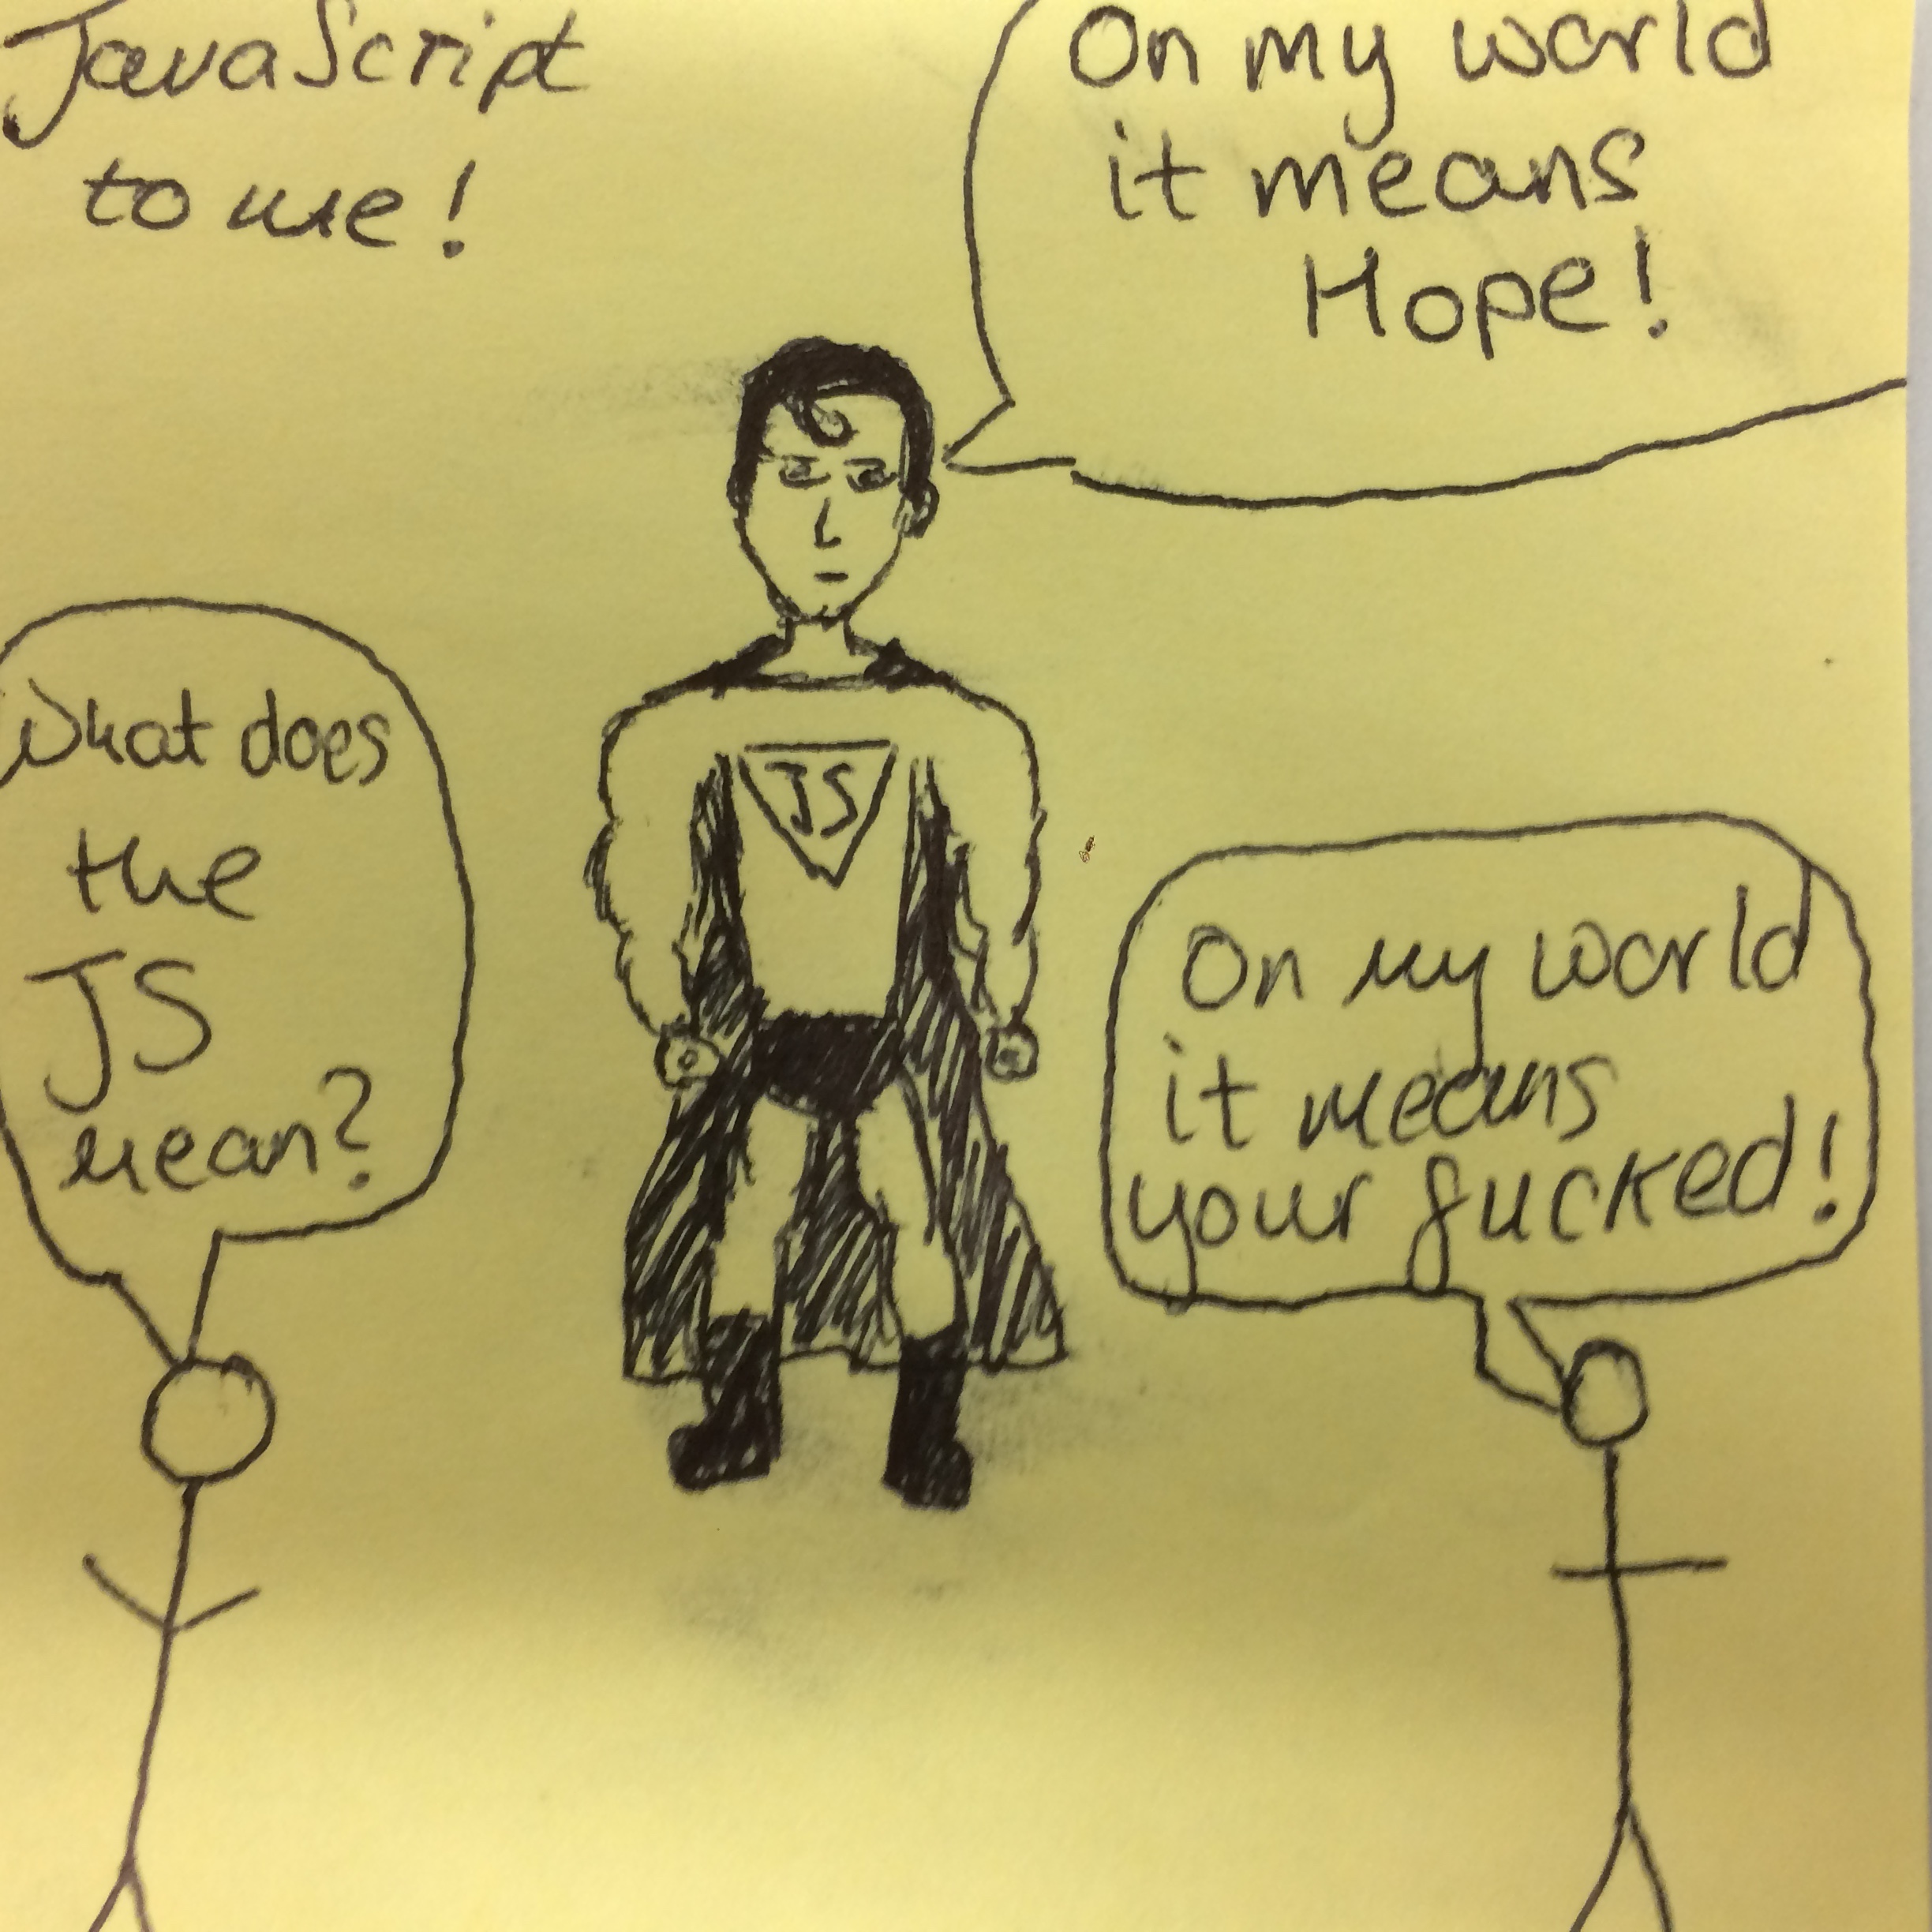 JavaScript
to me!
On my world
it means
Hope!
What does
the
JS
mean?
JS
On my world
it means
your fucked!